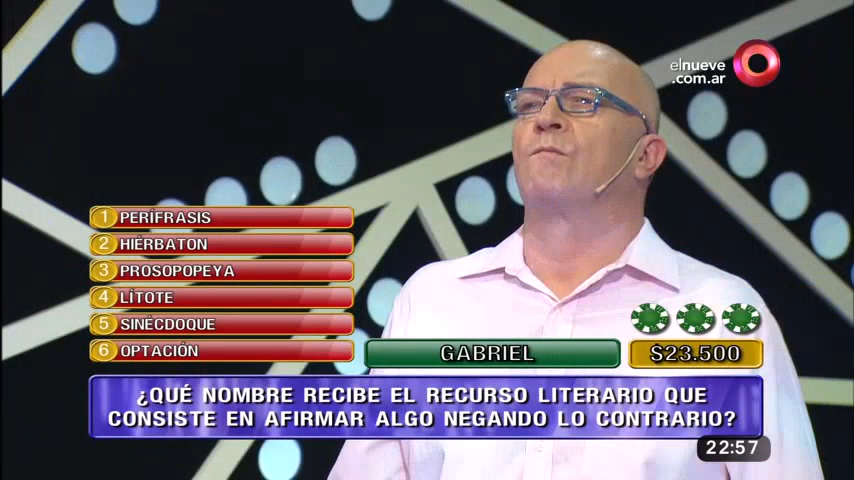 elnueve
.com.ar
1 PERÍFRASIS
2 HIÉRBATON
3 PROSOPOPEYA
4 LÍTOTE
5 SINÉCDOQUE
6 OPTACIÓN
GABRIEL
$23.500
¿QUÉ NOMBRE RECIBE EL RECURSO LITERARIO QUE
CONSISTE EN AFIRMAR ALGO NEGANDO LO CONTRARIO?
22:57